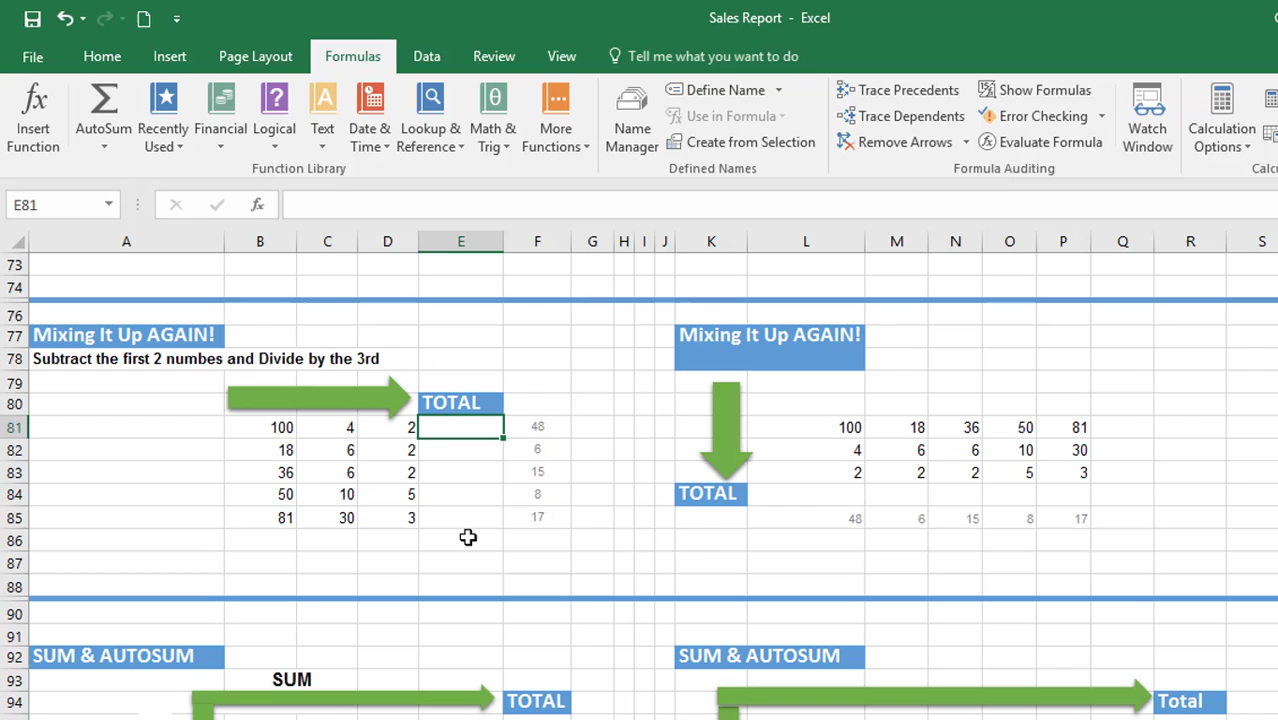 Sales Report - Excel
File Home Insert Page Layout Formulas Data Review View Tell me what you want to do
fx Σ ? A θ
Insert Function
AutoSum
Recently Used
Financial
Logical
Text
Date & Time
Lookup & Reference
Math & Trig
More Functions
Function Library
Name Manager
Define Name
Use in Formula
Create from Selection
Defined Names
Trace Precedents
Trace Dependents
Remove Arrows
Show Formulas
Error Checking
Evaluate Formula
Formula Auditing
Watch Window
Calculation Options
Calcu
E81 fx
A B C D E F G H I J K L M N O P Q R S
73
74
76
77 Mixing It Up AGAIN! Mixing It Up AGAIN!
78 Subtract the first 2 numbes and Divide by the 3rd
79
80 TOTAL
81 100 4 2 48 100 18 36 50 81
82 18 6 2 6 4 6 6 10 30
83 36 6 2 15 2 2 2 5 3
84 50 10 5 8 TOTAL
85 81 30 3 17 48 6 15 8 17
86
87
88
90
91
92 SUM & AUTOSUM SUM & AUTOSUM
93 SUM
94 TOTAL Total